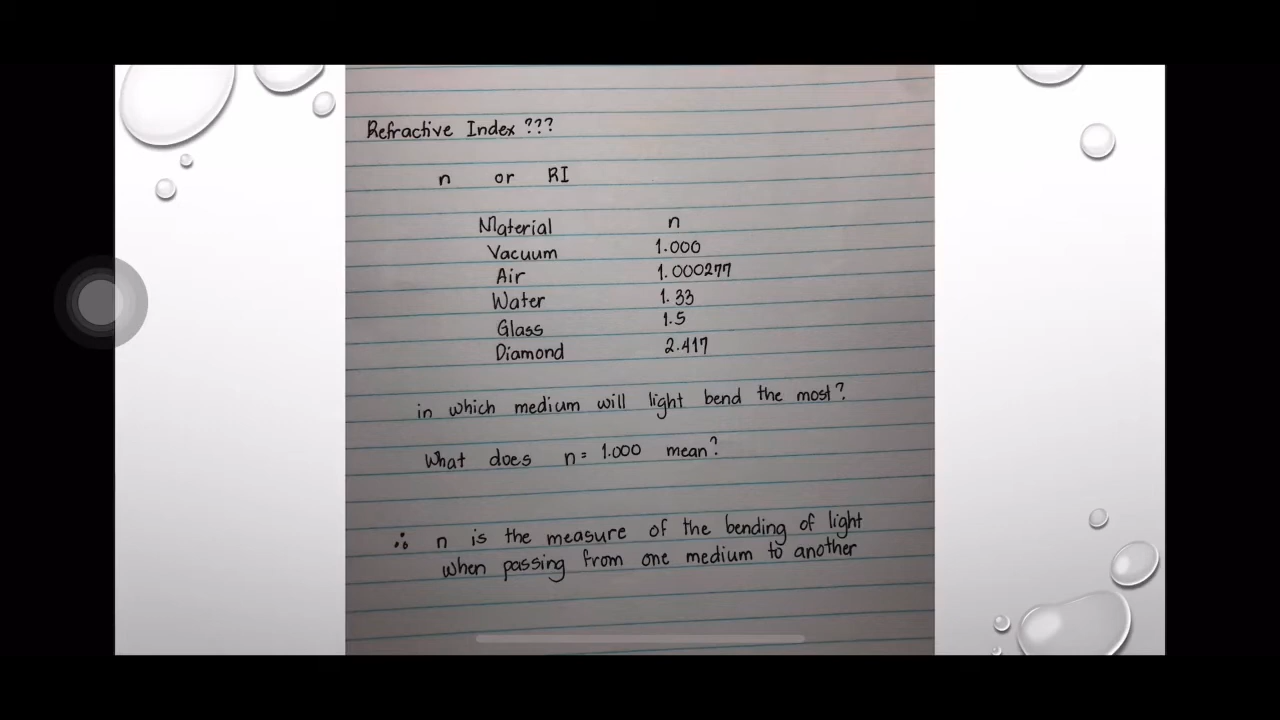 Refractive Index ???
n or RI
Material n
Vacuum 1.000
Air 1.000277
Water 1.33
Glass 1.5
Diamond 2.417
in which medium will light bend the most?
What does n = 1.000 mean?
∴ n is the measure of the bending of light
when passing from one medium to another